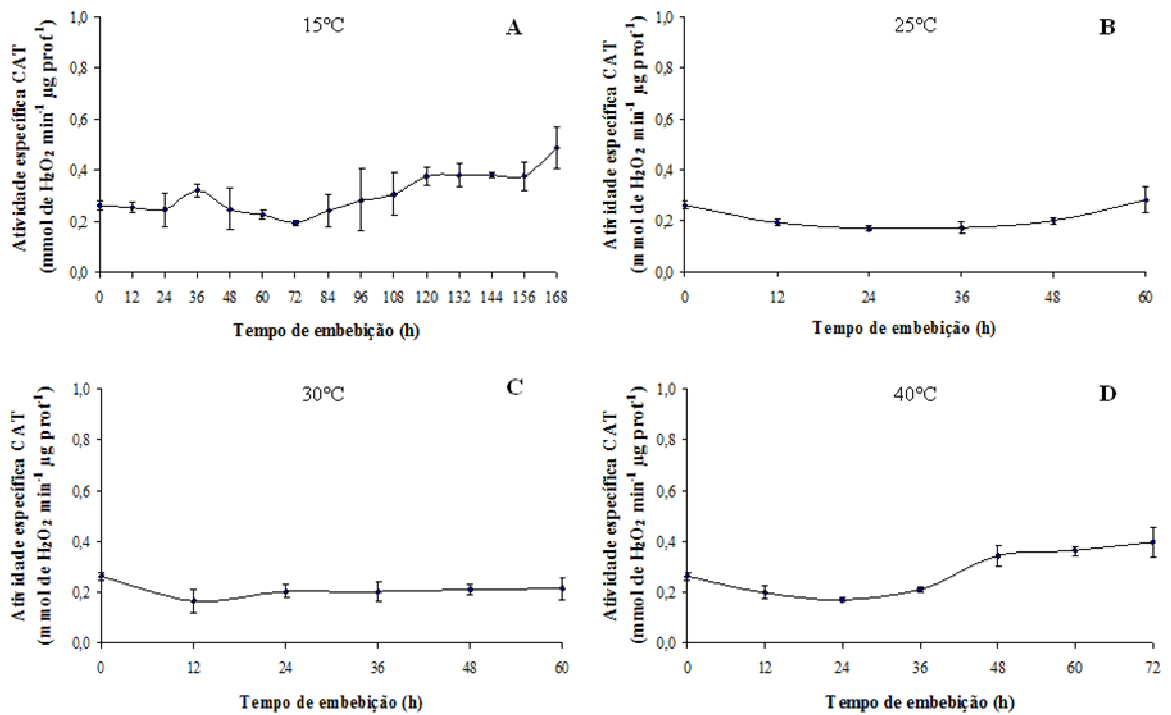 15°C
A
Atividade específica CAT
(mmol de H₂O₂ min⁻¹ µg prot⁻¹)
1,0
0,8
0,6
0,4
0,2
0,0
0 12 24 36 48 60 72 84 96 108 120 132 144 156 168
Tempo de embebição (h)
25°C
B
Atividade específica CAT
(mmol de H₂O₂ min⁻¹ µg prot⁻¹)
1,0
0,8
0,6
0,4
0,2
0,0
0 12 24 36 48 60
Tempo de embebição (h)
30°C
C
Atividade específica CAT
(mmol de H₂O₂ min⁻¹ µg prot⁻¹)
1,0
0,8
0,6
0,4
0,2
0,0
0 12 24 36 48 60
Tempo de embebição (h)
40°C
D
Atividade específica CAT
(mmol de H₂O₂ min⁻¹ µg prot⁻¹)
1,0
0,8
0,6
0,4
0,2
0,0
0 12 24 36 48 60 72
Tempo de embebição (h)